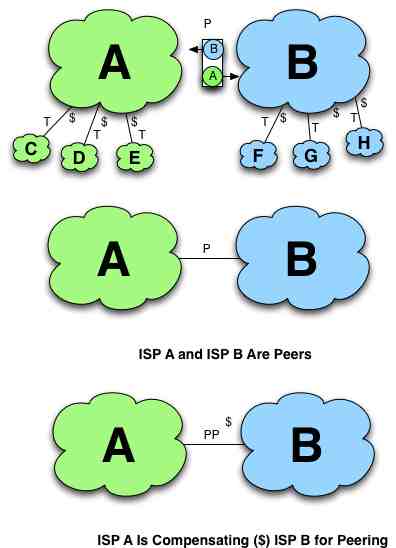 P
A
B
A
B
T $ $ $
T T
C D E
T $ $ $
T T
F G H
A P B
ISP A and ISP B Are Peers
$
A PP B
ISP A Is Compensating ($) ISP B for Peering